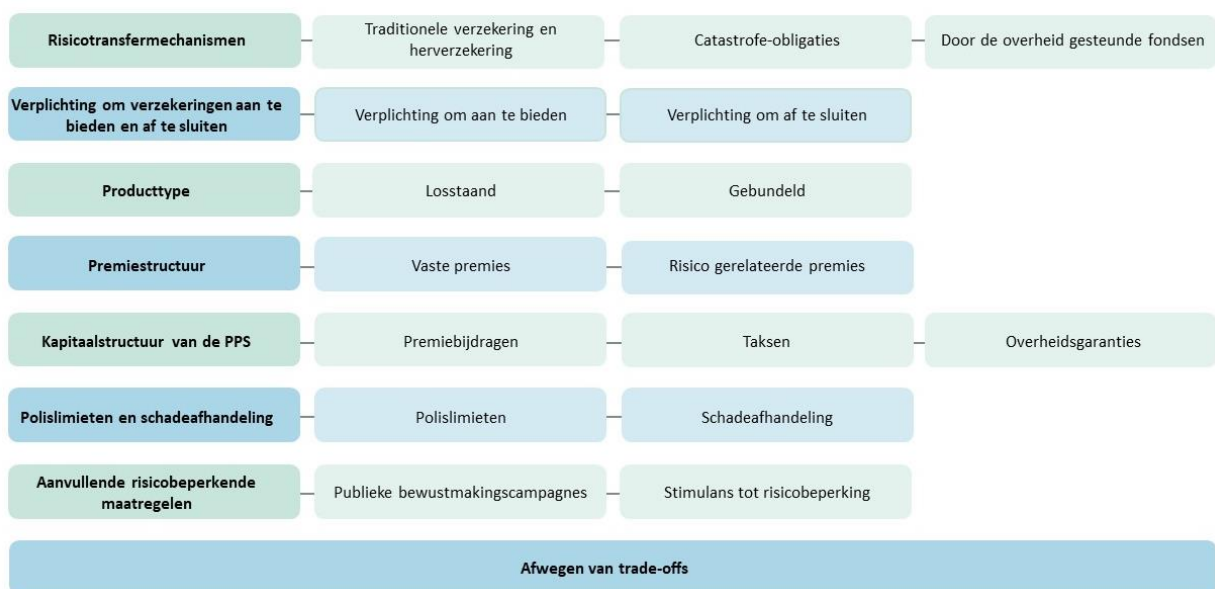 Risicotransfermechanismen
Traditionele verzekering en
herverzekering
Catastrofe-obligaties
Door de overheid gesteunde fondsen
Verplichting om verzekeringen aan te
bieden en af te sluiten
Verplichting om aan te bieden
Verplichting om af te sluiten
Producttype
Losstaand
Gebundeld
Premiestructuur
Vaste premies
Risico gerelateerde premies
Kapitaalstructuur van de PPS
Premiebijdragen
Taksen
Overheidsgaranties
Polislimieten en schadeafhandeling
Polislimieten
Schadeafhandeling
Aanvullende risicobeperkende
maatregelen
Publieke bewustmakingscampagnes
Stimulans tot risicobeperking
Afwegen van trade-offs